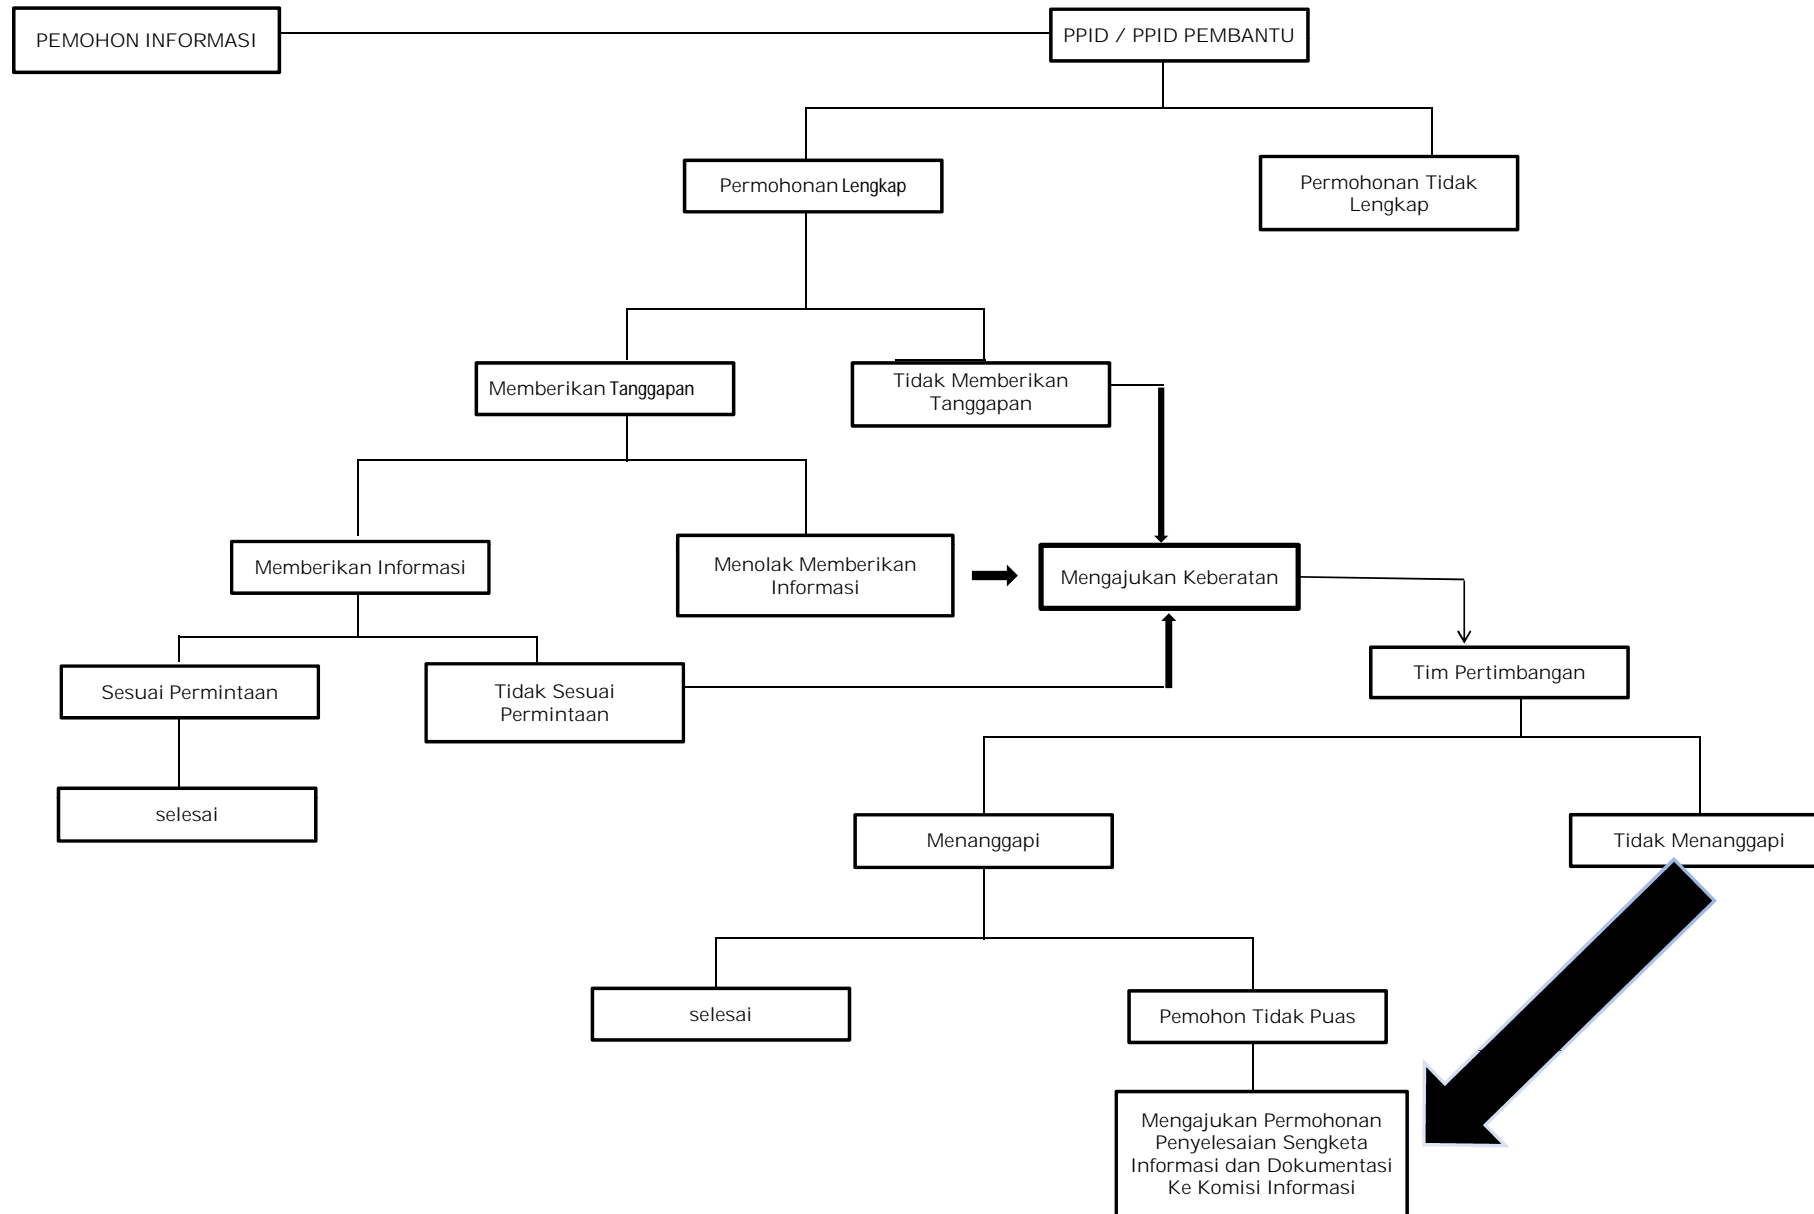 PEMOHON INFORMASI
PPID / PPID PEMBANTU
Permohonan Lengkap
Permohonan Tidak
Lengkap
Memberikan Tanggapan
Tidak Memberikan
Tanggapan
Memberikan Informasi
Menolak Memberikan
Informasi
Mengajukan Keberatan
Sesuai Permintaan
Tidak Sesuai
Permintaan
Tim Pertimbangan
selesai
Menanggapi
Tidak Menanggapi
selesai
Pemohon Tidak Puas
Mengajukan Permohonan
Penyelesaian Sengketa
Informasi dan Dokumentasi
Ke Komisi Informasi